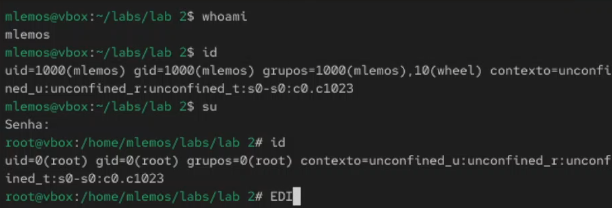 mlemos@vbox:~/labs/lab 2$ whoami
mlemos
mlemos@vbox:~/labs/lab 2$ id
uid=1000(mlemos) gid=1000(mlemos) grupos=1000(mlemos),10(wheel) contexto=unconfi
ned_u:unconfined_r:unconfined_t:s0-s0:c0.c1023
mlemos@vbox:~/labs/lab 2$ su
Senha:
root@vbox:/home/mlemos/labs/lab 2# id
uid=0(root) gid=0(root) grupos=0(root) contexto=unconfined_u:unconfined_r:unconf
ined_t:s0-s0:c0.c1023
root@vbox:/home/mlemos/labs/lab 2# EDI